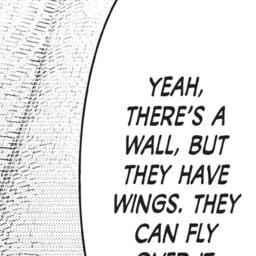 YEAH,
THERE'S A
WALL, BUT
THEY HAVE
WINGS. THEY
CAN FLY
OVER IT